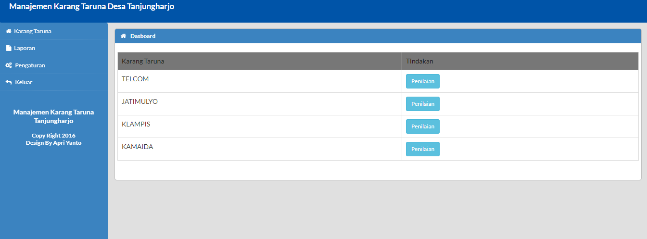 Manajemen Karang Taruna Desa Tanjungharjo
Karang Taruna
Laporan
Pengaturan
Keluar
Manajemen Karang Taruna
Tanjungharjo
Copy Right 2016
Design By Apri Yanto
Dasboard
Karang Taruna Tindakan
TELCOM Penilaian
JATIMULYO Penilaian
KLAMPIS Penilaian
KAMAIDA Penilaian